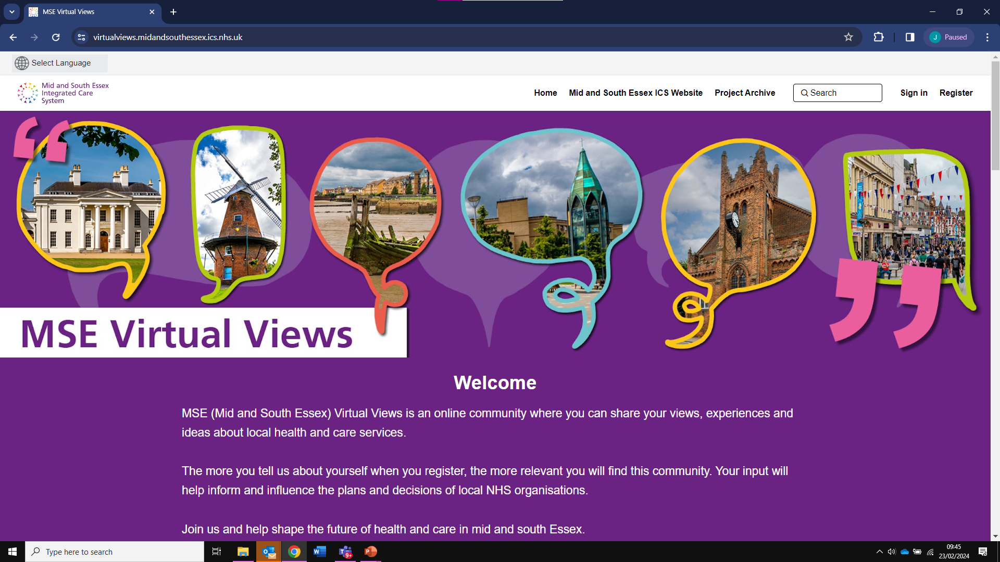 MSE Virtual Views
virtualviews.midandsouthessex.ics.nhs.uk
J Paused
Select Language
Mid and South Essex
Integrated Care
System
Home Mid and South Essex ICS Website Project Archive Search Sign in Register
MSE Virtual Views
Welcome
MSE (Mid and South Essex) Virtual Views is an online community where you can share your views, experiences and
ideas about local health and care services.
The more you tell us about yourself when you register, the more relevant you will find this community. Your input will
help inform and influence the plans and decisions of local NHS organisations.
Join us and help shape the future of health and care in mid and south Essex.
Type here to search
9+
09:45
23/02/2024